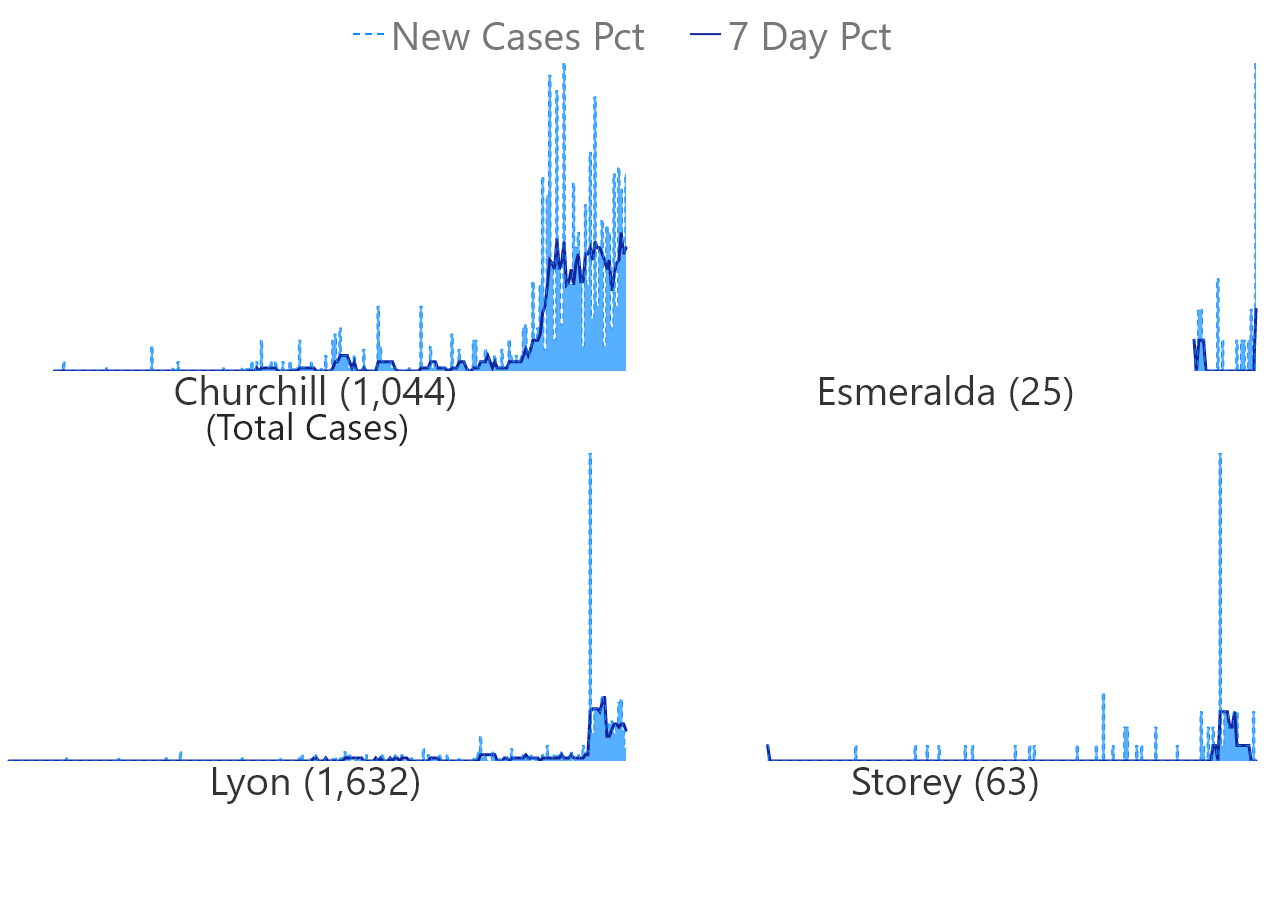 New Cases Pct 7 Day Pct
Churchill (1,044) Esmeralda (25)
(Total Cases)
Lyon (1,632) Storey (63)